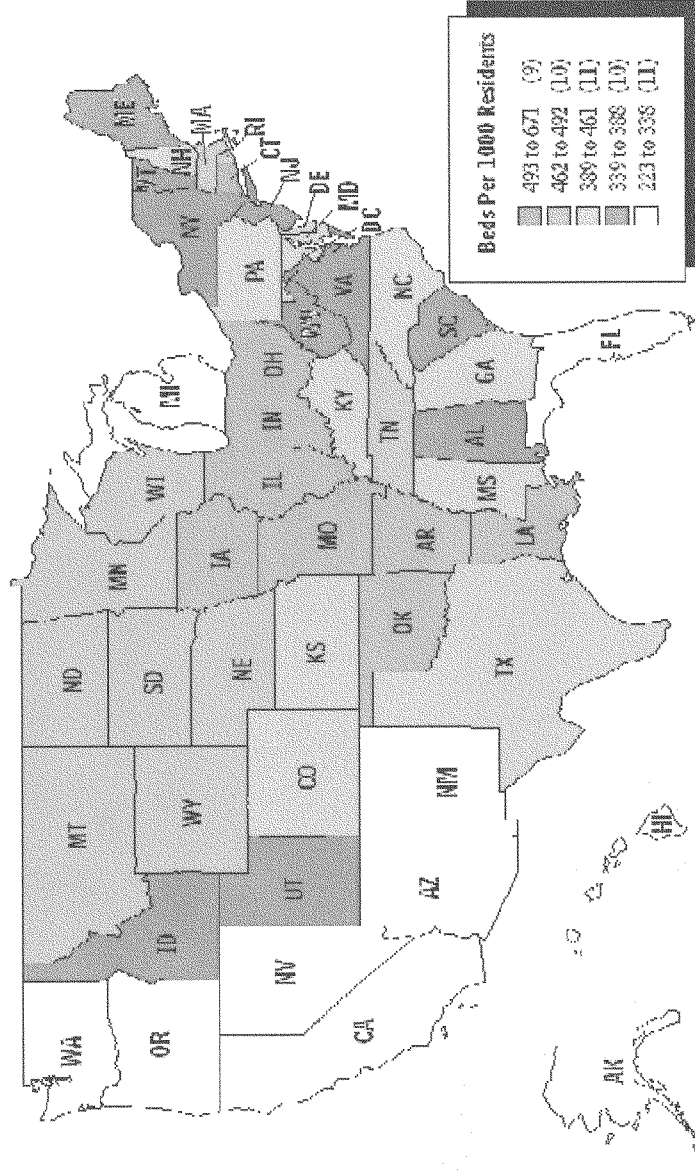 WA
OR
CA
NV
ID
MT
WY
UT
AZ
CO
NM
ND
SD
NE
KS
OK
TX
MN
IA
MO
AR
LA
WI
IL
MI
IN
OH
KY
TN
MS
AL
GA
FL
SC
NC
VA
WV
PA
NY
VT
NH
ME
MA
RI
CT
NJ
DE
MD
DC
AK
HI
Beds Per 1000 Residents
493 to 671 (9)
462 to 492 (10)
389 to 461 (11)
339 to 388 (10)
223 to 338 (11)